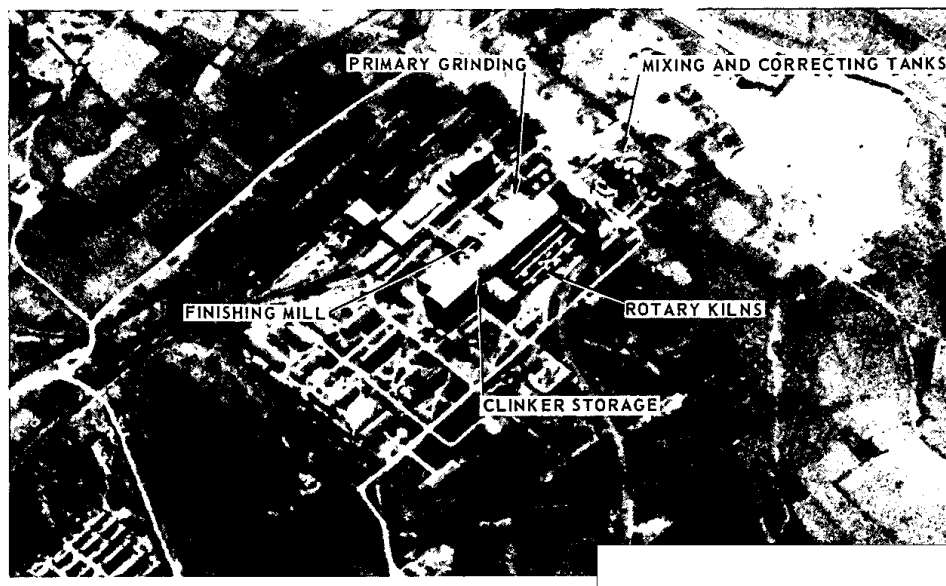 PRIMARY GRINDING
MIXING AND CORRECTING TANKS
FINISHING MILL
ROTARY KILNS
CLINKER STORAGE